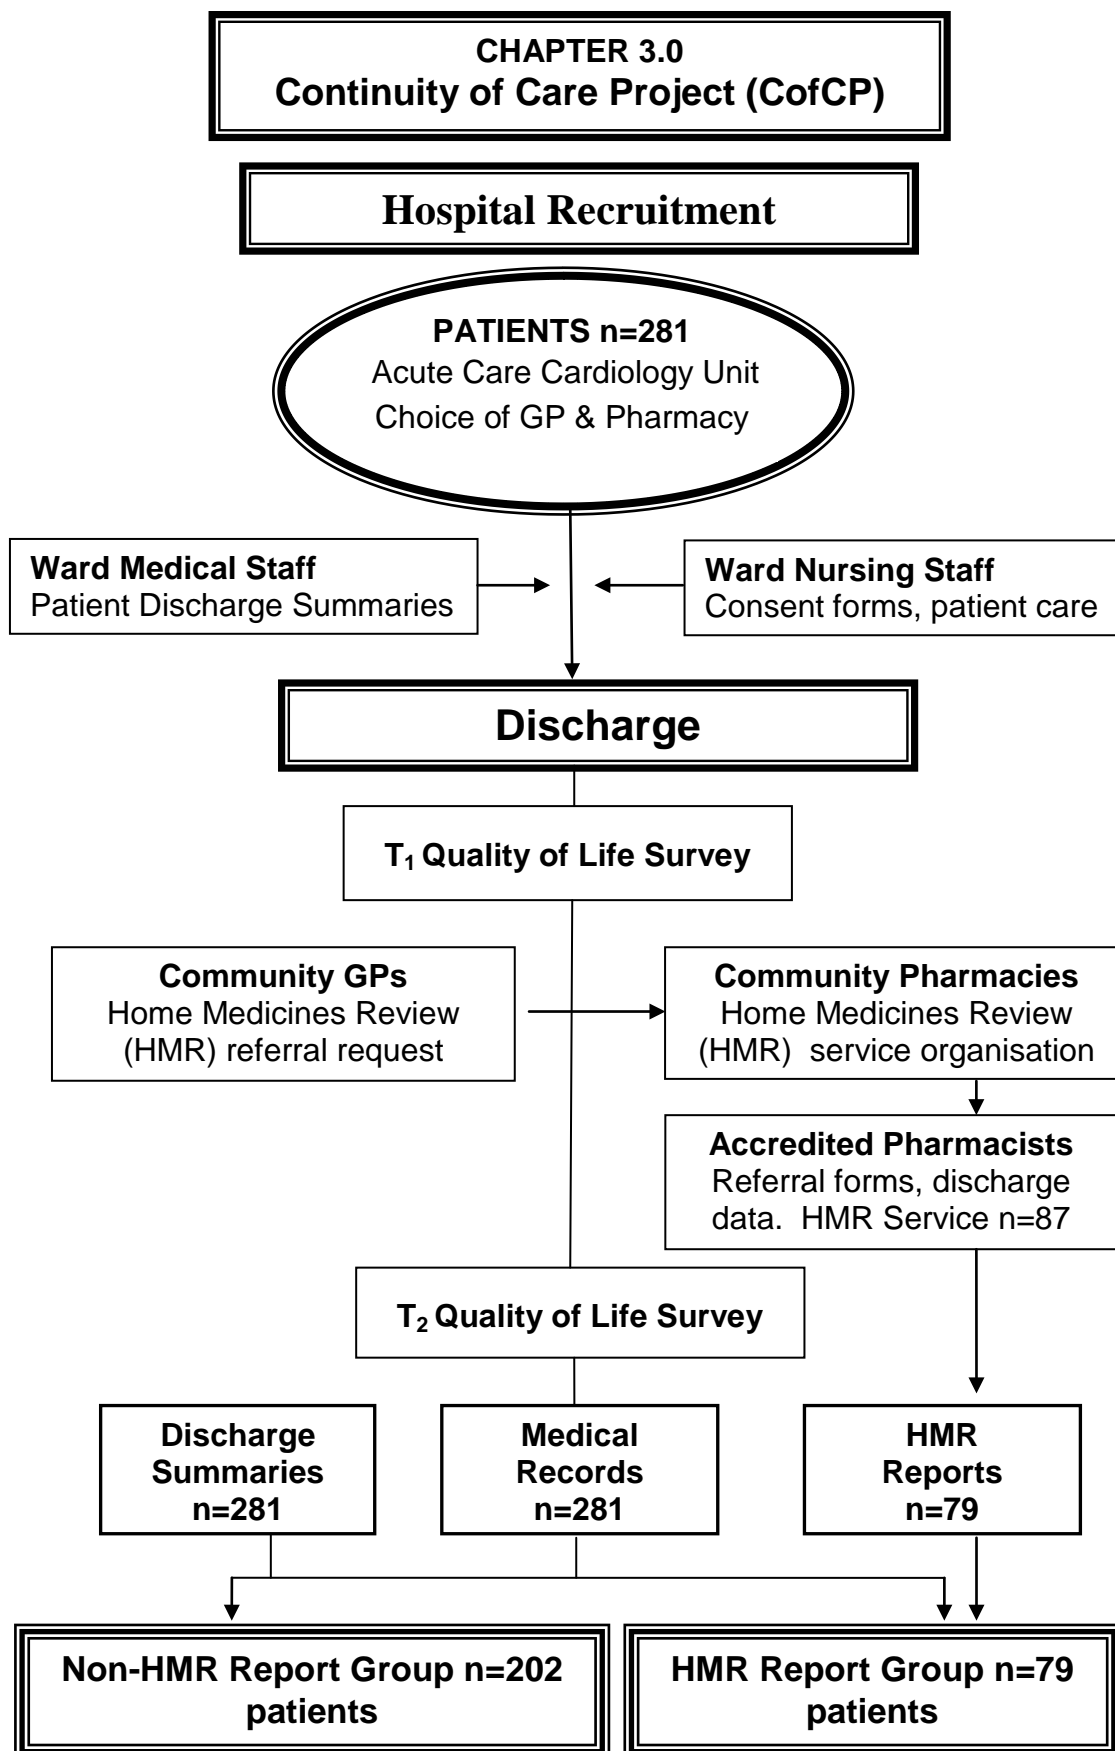 CHAPTER 3.0
Continuity of Care Project (CofCP)
Hospital Recruitment
PATIENTS n=281
Acute Care Cardiology Unit
Choice of GP & Pharmacy
Ward Medical Staff
Patient Discharge Summaries
Ward Nursing Staff
Consent forms, patient care
Discharge
T₁ Quality of Life Survey
Community GPs
Home Medicines Review
(HMR) referral request
Community Pharmacies
Home Medicines Review
(HMR) service organisation
Accredited Pharmacists
Referral forms, discharge
data. HMR Service n=87
T₂ Quality of Life Survey
Discharge
Summaries
n=281
Medical
Records
n=281
HMR
Reports
n=79
Non-HMR Report Group n=202
patients
HMR Report Group n=79
patients